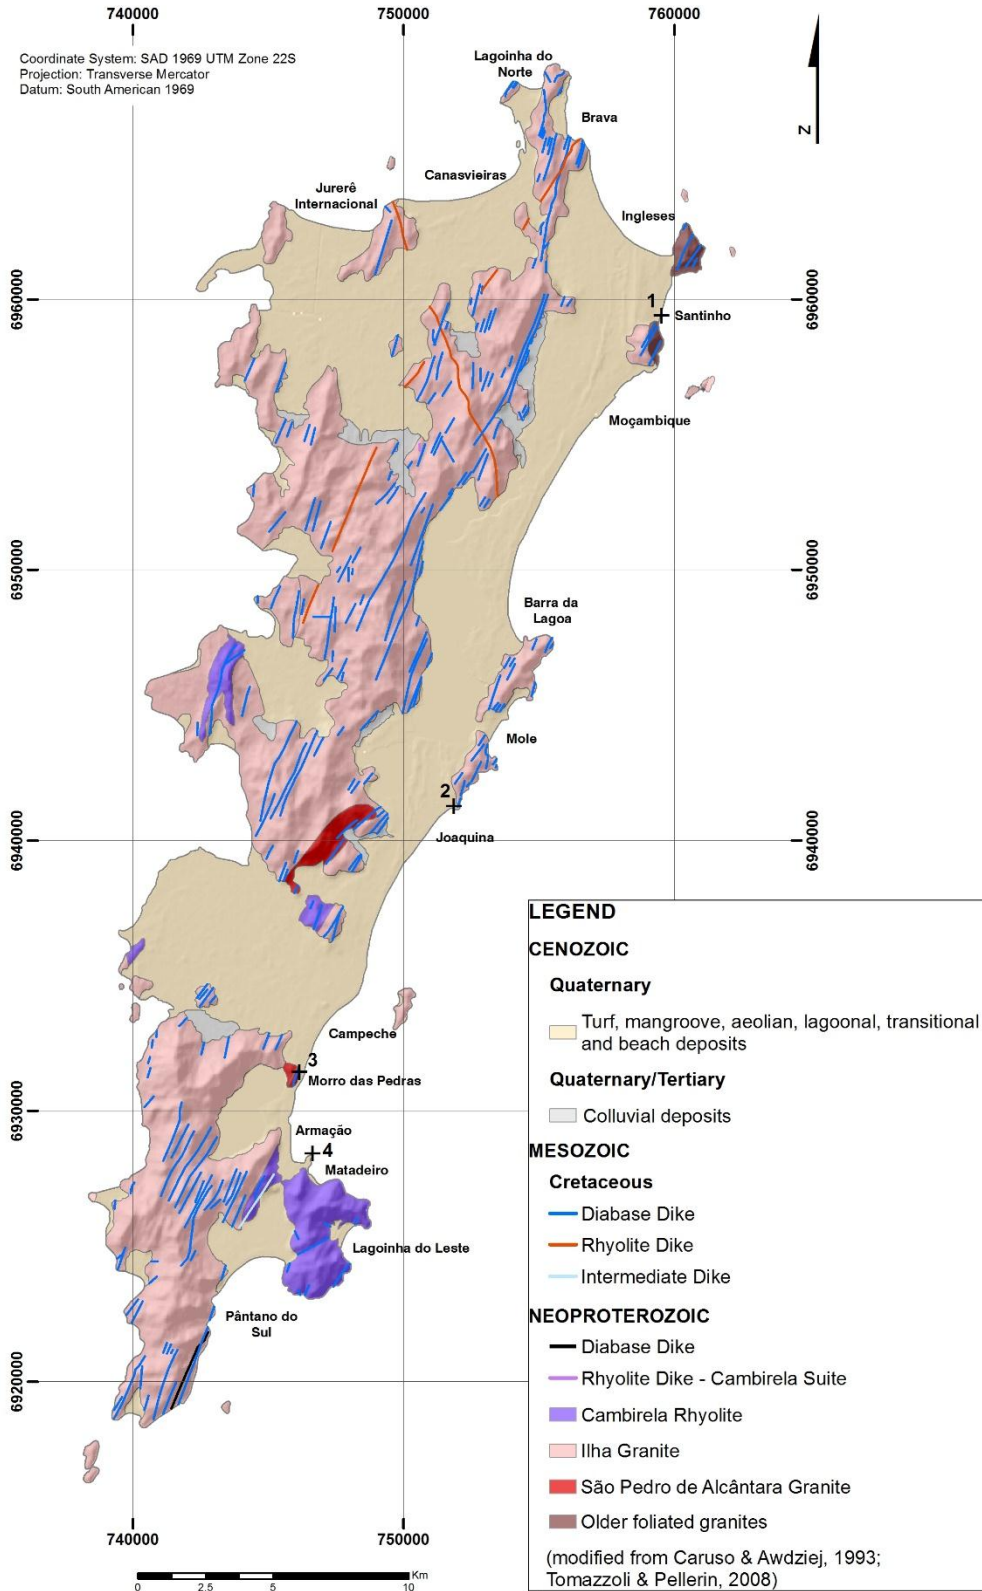 740000
750000
760000
Coordinate System: SAD 1969 UTM Zone 22S
Projection: Transverse Mercator
Datum: South American 1969
Lagoinha do
Norte
Brava
N
Canasvieiras
Jurerê
Internacional
Ingleses
6960000
6960000
1
Santinho
Moçambique
6950000
6950000
Barra da
Lagoa
Mole
2
Joaquina
6940000
6940000
Campeche
3
Morro das Pedras
6930000
Armação
4
Matadeiro
Lagoinha do Leste
Pântano do
Sul
6920000
740000
750000
0
2.5
5
10
Km
LEGEND
CENOZOIC
Quaternary
Turf, mangroove, aeolian, lagoonal, transitional
and beach deposits
Quaternary/Tertiary
Colluvial deposits
MESOZOIC
Cretaceous
Diabase Dike
Rhyolite Dike
Intermediate Dike
NEOPROTEROZOIC
Diabase Dike
Rhyolite Dike - Cambirela Suite
Cambirela Rhyolite
Ilha Granite
São Pedro de Alcântara Granite
Older foliated granites
(modified from Caruso & Awdziej, 1993;
Tomazzoli & Pellerin, 2008)